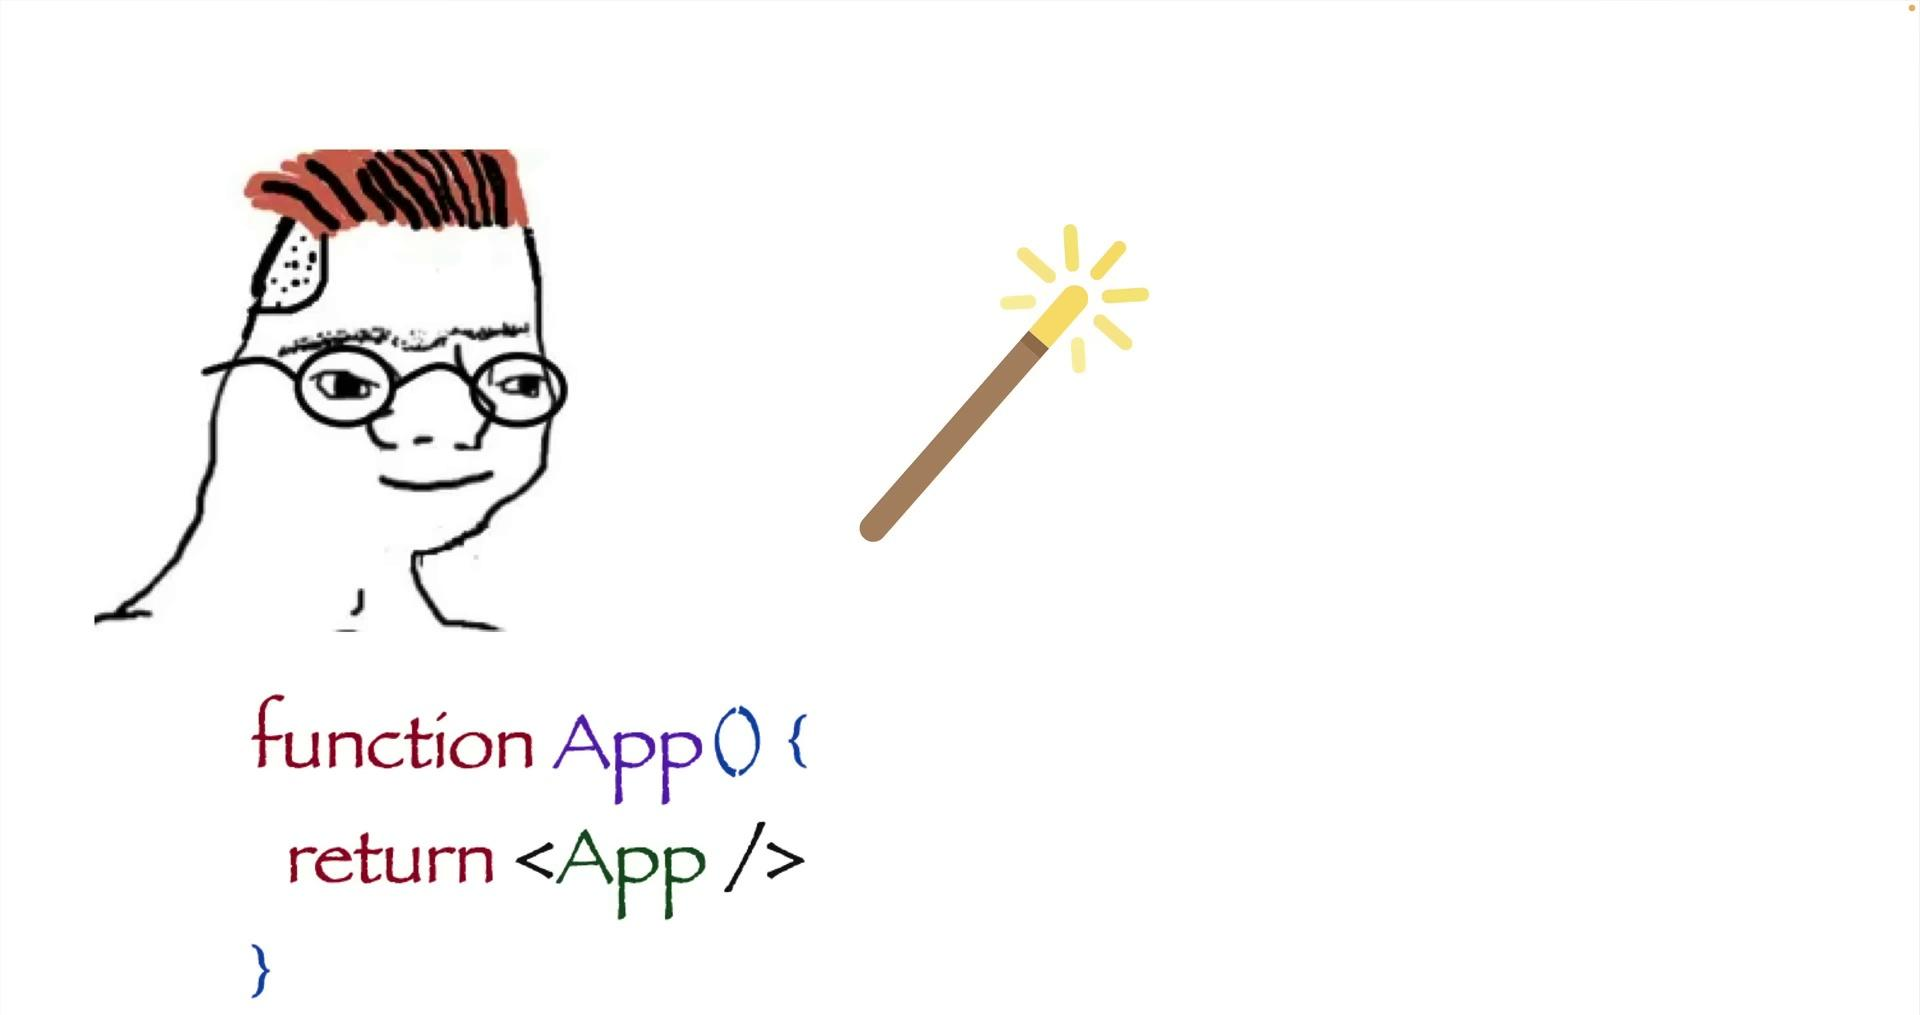 function App() {
return <App />
}